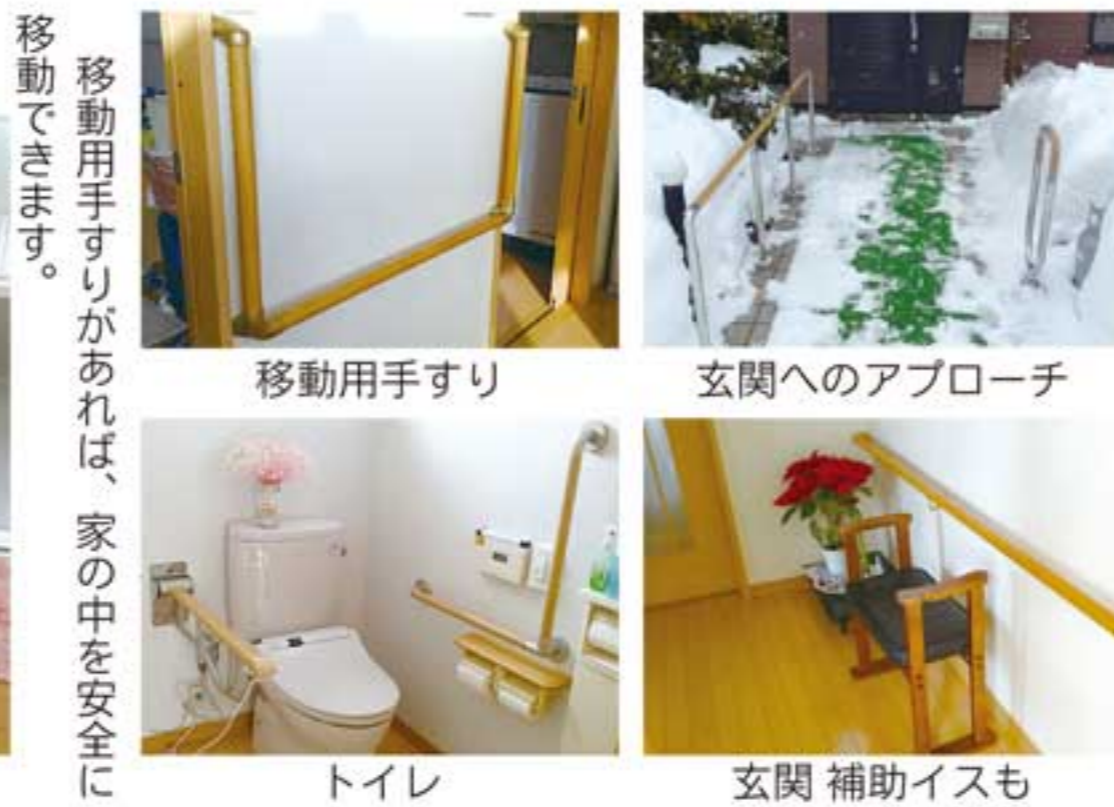 移動用手すりがあれば、家の中を安全に
移動できます。
移動用手すり
玄関へのアプローチ
トイレ
玄関 補助イスも